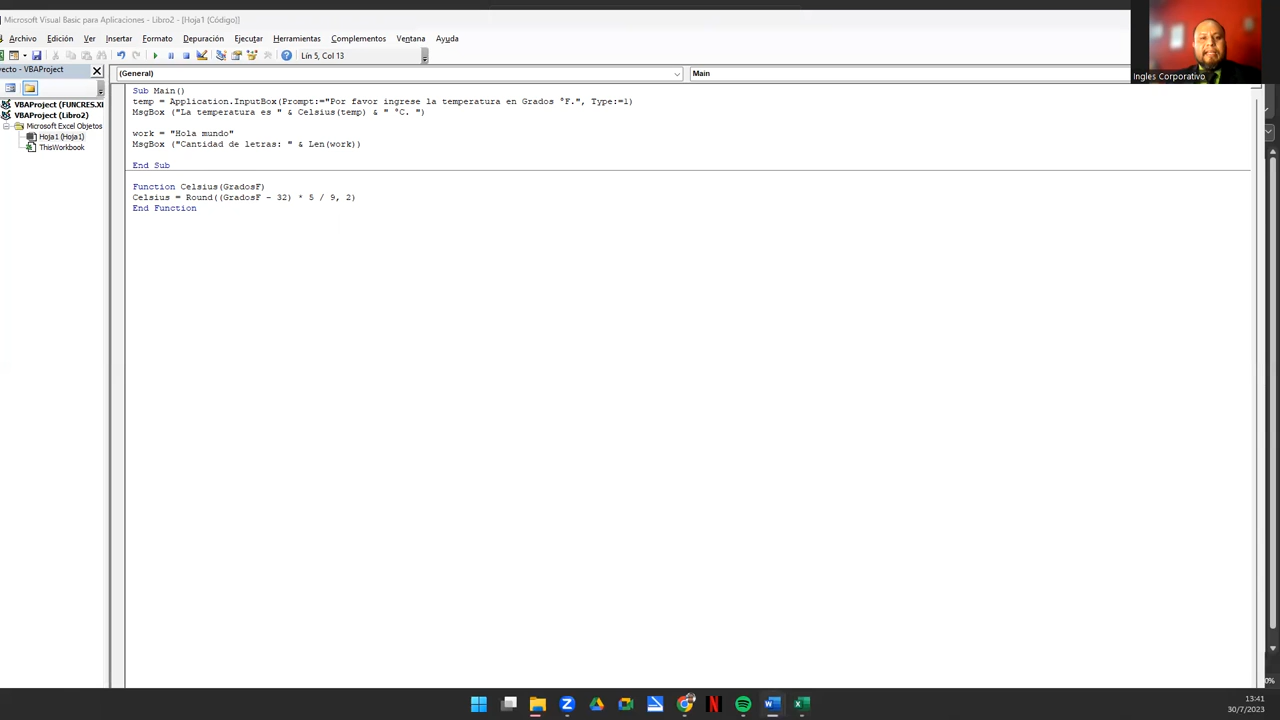 Microsoft Visual Basic para Aplicaciones - Libro2 - [Hoja1 (Código)]
Archivo Edición Ver Insertar Formato Depuración Ejecutar Herramientas Complementos Ventana Ayuda
Lín 5, Col 13
yecto - VBAProject
(General)
Main
Ingles Corporativo
VBAProject (FUNCRES.XL
VBAProject (Libro2)
Microsoft Excel Objetos
Hoja1 (Hoja1)
ThisWorkbook
Sub Main()
temp = Application.InputBox(Prompt:="Por favor ingrese la temperatura en Grados °F.", Type:=1)
MsgBox ("La temperatura es " & Celsius(temp) & " °C. ")
work = "Hola mundo"
MsgBox ("Cantidad de letras: " & Len(work))
End Sub
Function Celsius(GradosF)
Celsius = Round((GradosF - 32) * 5 / 9, 2)
End Function
0%
13:41
30/7/2023